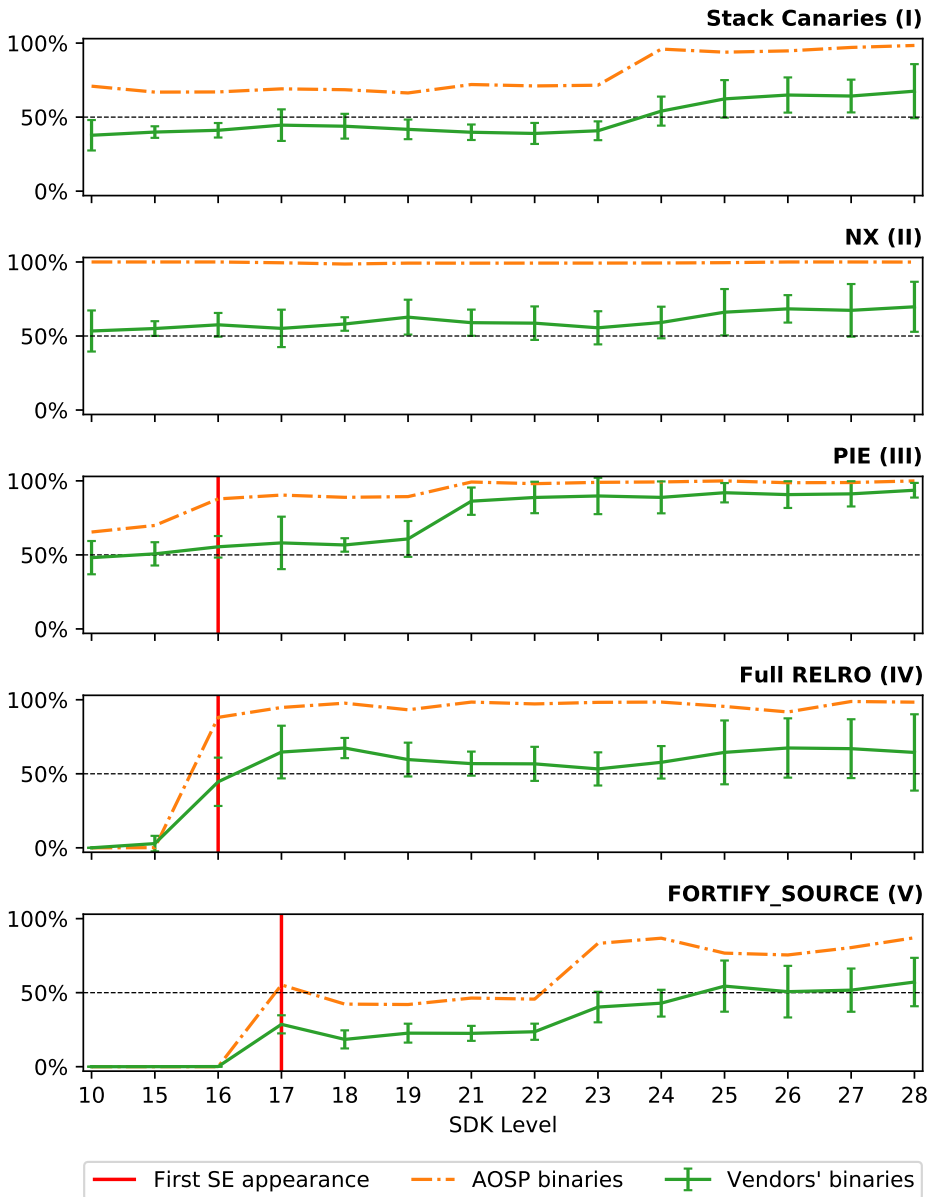 Stack Canaries (I)
100%
50%
0%
NX (II)
100%
50%
0%
PIE (III)
100%
50%
0%
Full RELRO (IV)
100%
50%
0%
FORTIFY_SOURCE (V)
100%
50%
0%
10 15 16 17 18 19 21 22 23 24 25 26 27 28
SDK Level
First SE appearance AOSP binaries Vendors' binaries